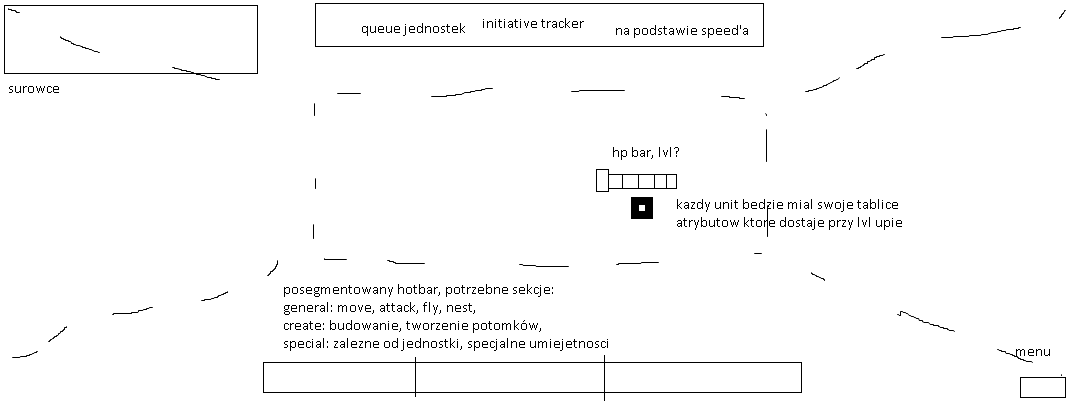 queue jednostek initiative tracker na podstawie speed'a
surowce
hp bar, lvl?
kazdy unit bedzie mial swoje tablice
atrybutow ktore dostaje przy lvl upie
posegmentowany hotbar, potrzebne sekcje:
general: move, attack, fly, nest,
create: budowanie, tworzenie potomków,
special: zalezne od jednostki, specjalne umiejetnosci
menu